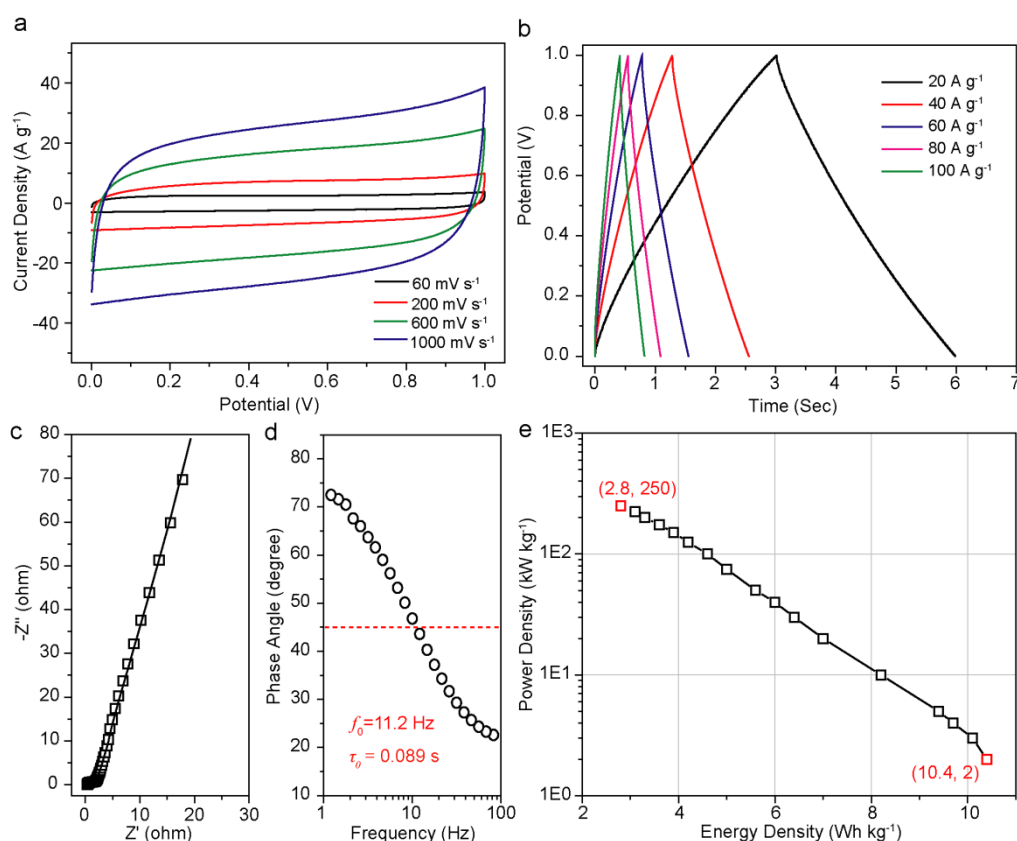 a
Current Density (A g⁻¹)
40
20
0
-20
-40
0.0 0.2 0.4 0.6 0.8 1.0
Potential (V)
60 mV s⁻¹
200 mV s⁻¹
600 mV s⁻¹
1000 mV s⁻¹
b
Potential (V)
1.0
0.8
0.6
0.4
0.2
0.0
0 1 2 3 4 5 6 7
Time (Sec)
20 A g⁻¹
40 A g⁻¹
60 A g⁻¹
80 A g⁻¹
100 A g⁻¹
c
-Z'' (ohm)
80
70
60
50
40
30
20
10
0
0 10 20 30
Z' (ohm)
d
Phase Angle (degree)
80
70
60
50
40
30
20
10
1 10 100
Frequency (Hz)
f₀=11.2 Hz
τ₀ = 0.089 s
e
Power Density (kW kg⁻¹)
1E3
1E2
1E1
1E0
2 4 6 8 10
Energy Density (Wh kg⁻¹)
(2.8, 250)
(10.4, 2)